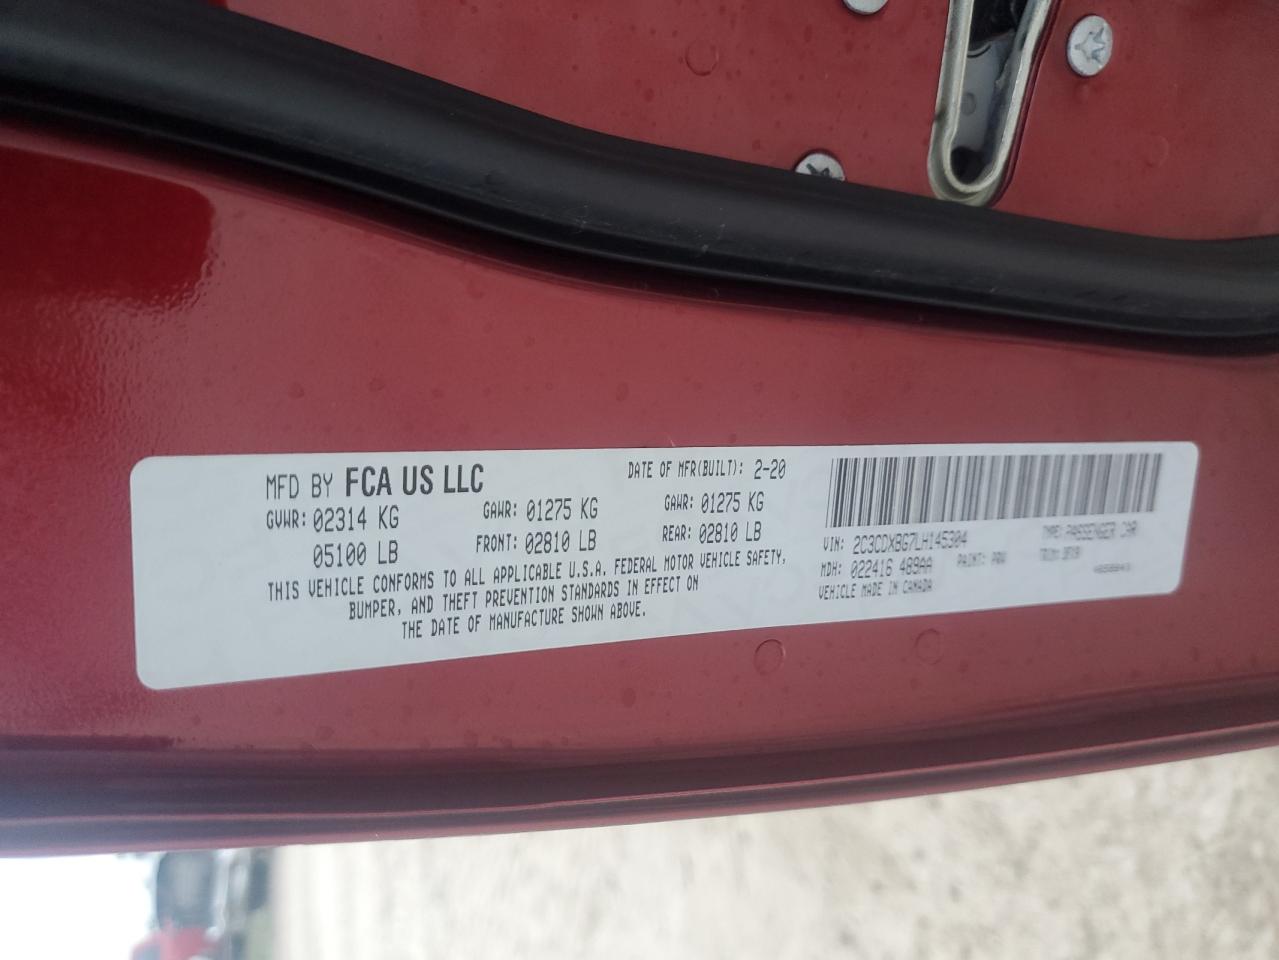 MFD BY FCA US LLC
DATE OF MFR(BUILT): 2-20
GVWR: 02314 KG
05100 LB
GAWR: 01275 KG
FRONT: 02810 LB
GAWR: 01275 KG
REAR: 02810 LB
THIS VEHICLE CONFORMS TO ALL APPLICABLE U.S.A. FEDERAL MOTOR VEHICLE SAFETY,
BUMPER, AND THEFT PREVENTION STANDARDS IN EFFECT ON
THE DATE OF MANUFACTURE SHOWN ABOVE.
VIN: 2C3CDXBG7LH145304
TYPE: PASSENGER CAR
MDH: 022416 489AA
PAINT: PRV
TRIM:
VEHICLE MADE IN CANADA